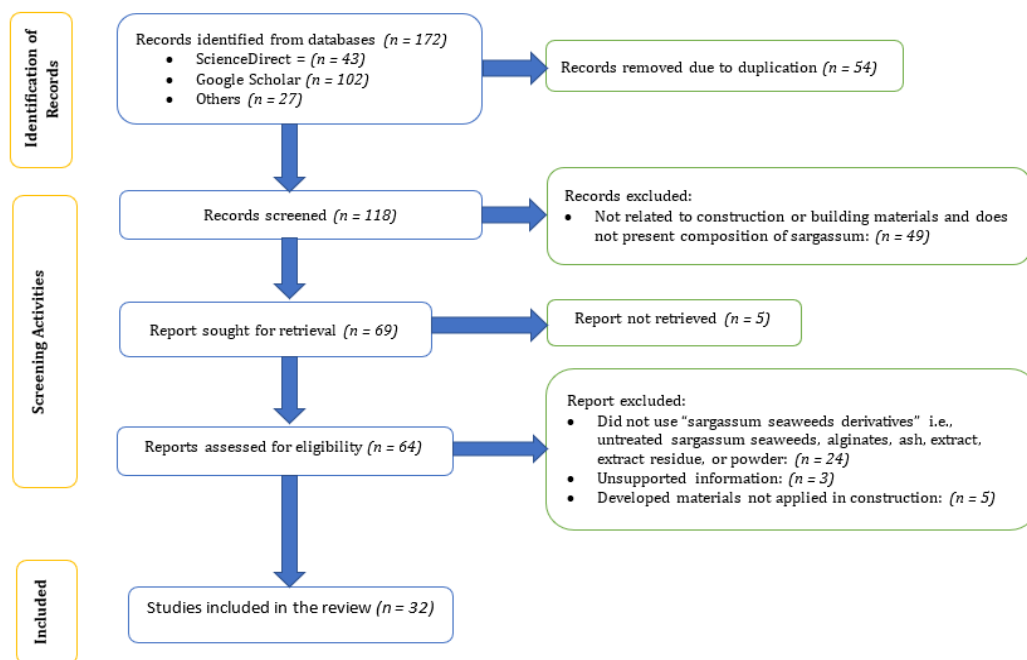 Identification of
Records
Records identified from databases (n = 172)
• ScienceDirect = (n = 43)
• Google Scholar (n = 102)
• Others (n = 27)
Records removed due to duplication (n = 54)
Screening Activities
Records screened (n = 118)
Records excluded:
• Not related to construction or building materials and does
not present composition of sargassum: (n = 49)
Report sought for retrieval (n = 69)
Report not retrieved (n = 5)
Reports assessed for eligibility (n = 64)
Report excluded:
• Did not use “sargassum seaweeds derivatives” i.e.,
untreated sargassum seaweeds, alginates, ash, extract,
extract residue, or powder: (n = 24)
• Unsupported information: (n = 3)
• Developed materials not applied in construction: (n = 5)
Included
Studies included in the review (n = 32)